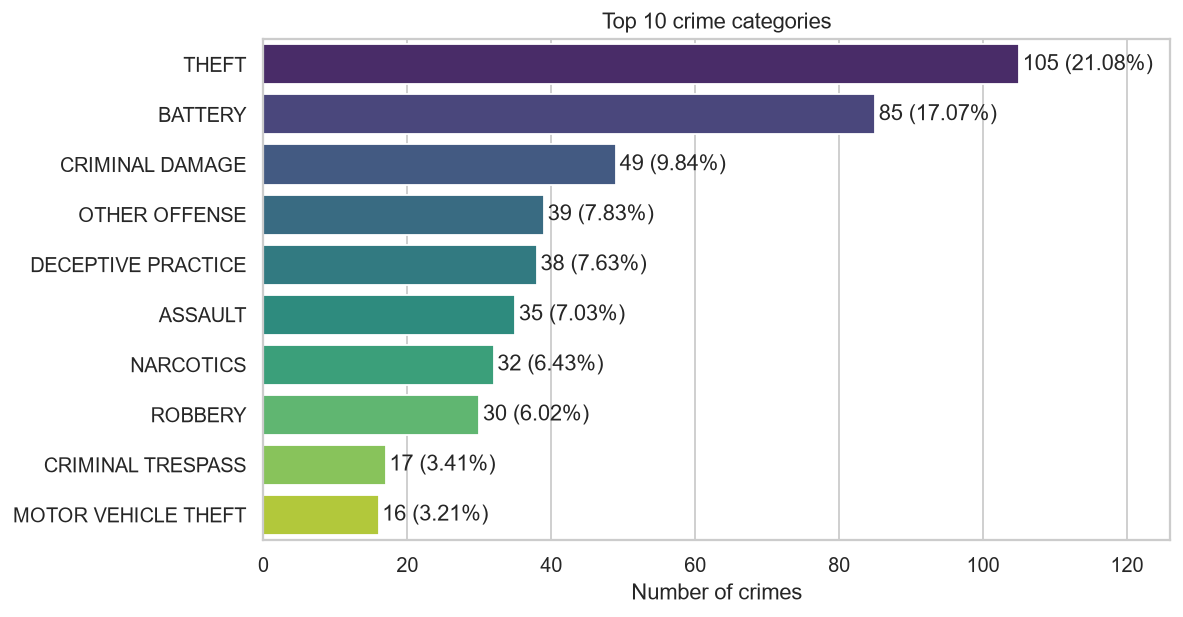 Top 10 crime categories
THEFT 105 (21.08%)
BATTERY 85 (17.07%)
CRIMINAL DAMAGE 49 (9.84%)
OTHER OFFENSE 39 (7.83%)
DECEPTIVE PRACTICE 38 (7.63%)
ASSAULT 35 (7.03%)
NARCOTICS 32 (6.43%)
ROBBERY 30 (6.02%)
CRIMINAL TRESPASS 17 (3.41%)
MOTOR VEHICLE THEFT 16 (3.21%)
0 20 40 60 80 100 120
Number of crimes